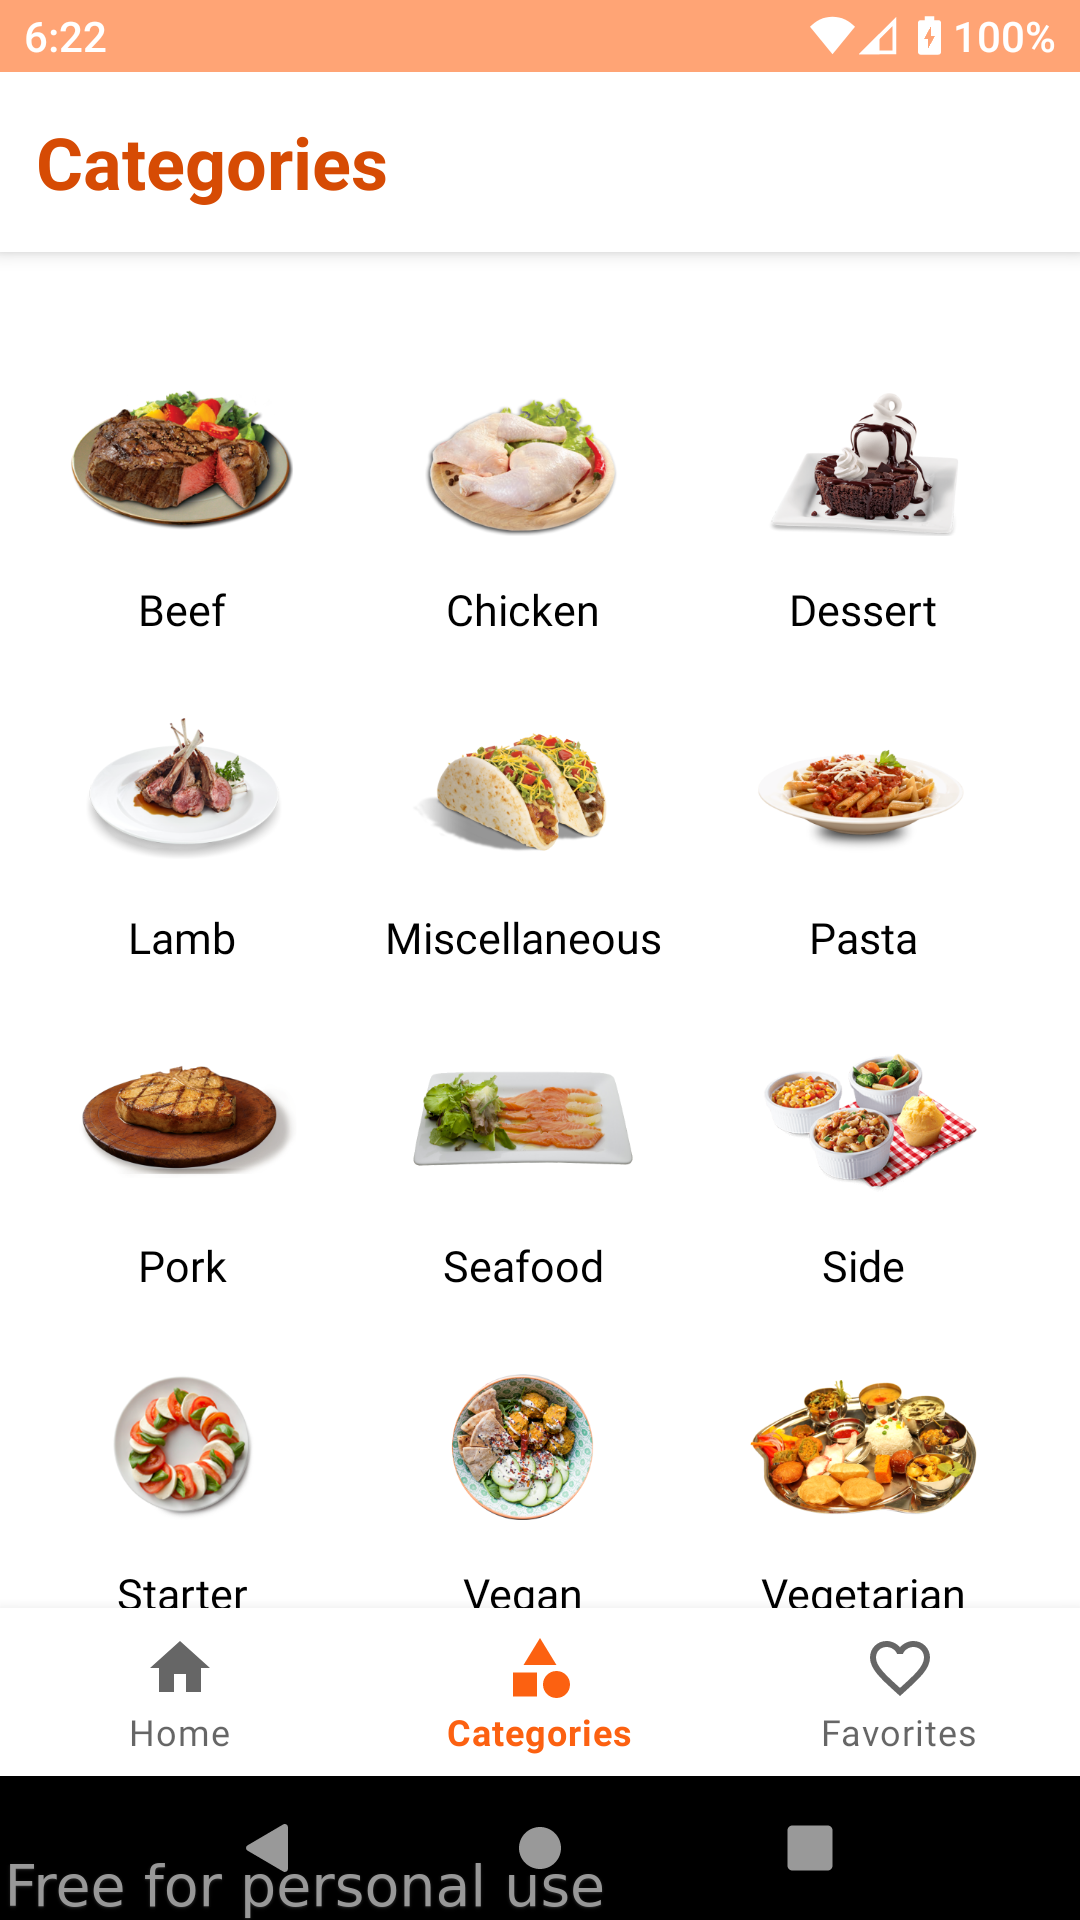 6:22 100%
Categories
Beef Chicken Dessert
Lamb Miscellaneous Pasta
Pork Seafood Side
Starter Vegan Vegetarian
Home Categories Favorites
Free for personal use